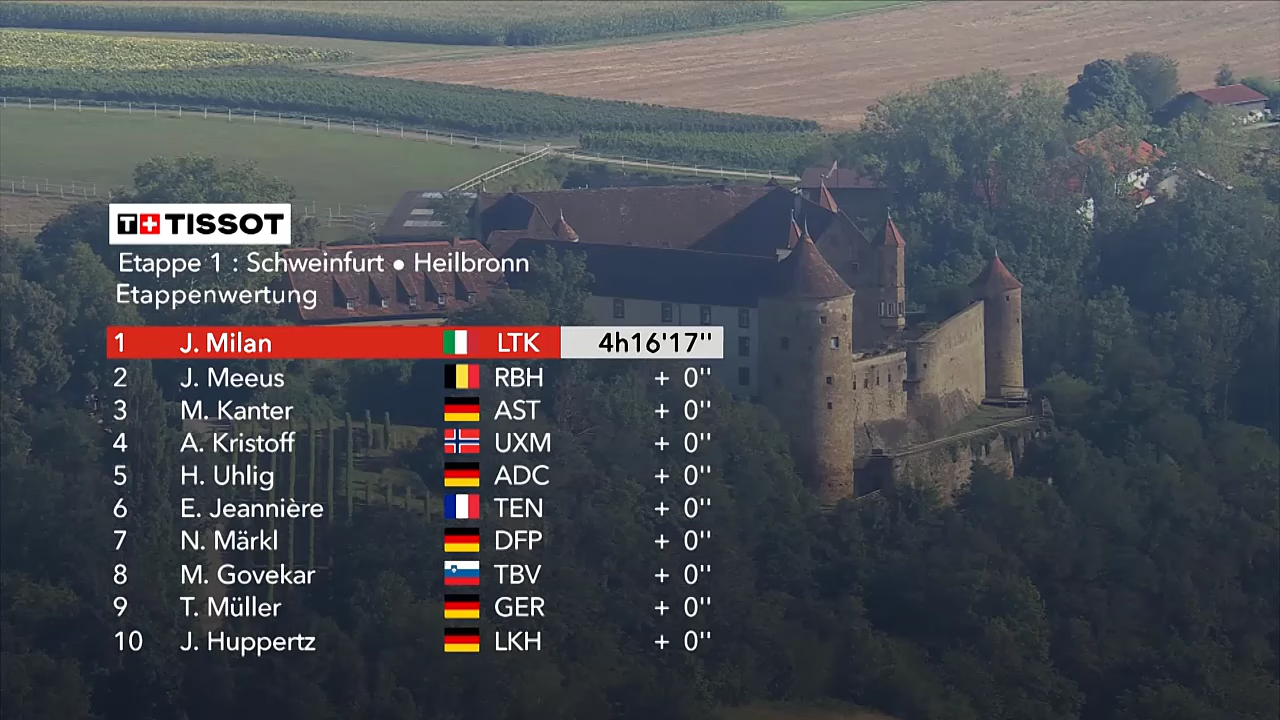 T+ TISSOT
Etappe 1 : Schweinfurt • Heilbronn
Etappenwertung
1 J. Milan LTK 4h16'17''
2 J. Meeus RBH + 0''
3 M. Kanter AST + 0''
4 A. Kristoff UXM + 0''
5 H. Uhlig ADC + 0''
6 E. Jeannière TEN + 0''
7 N. Märkl DFP + 0''
8 M. Govekar TBV + 0''
9 T. Müller GER + 0''
10 J. Huppertz LKH + 0''